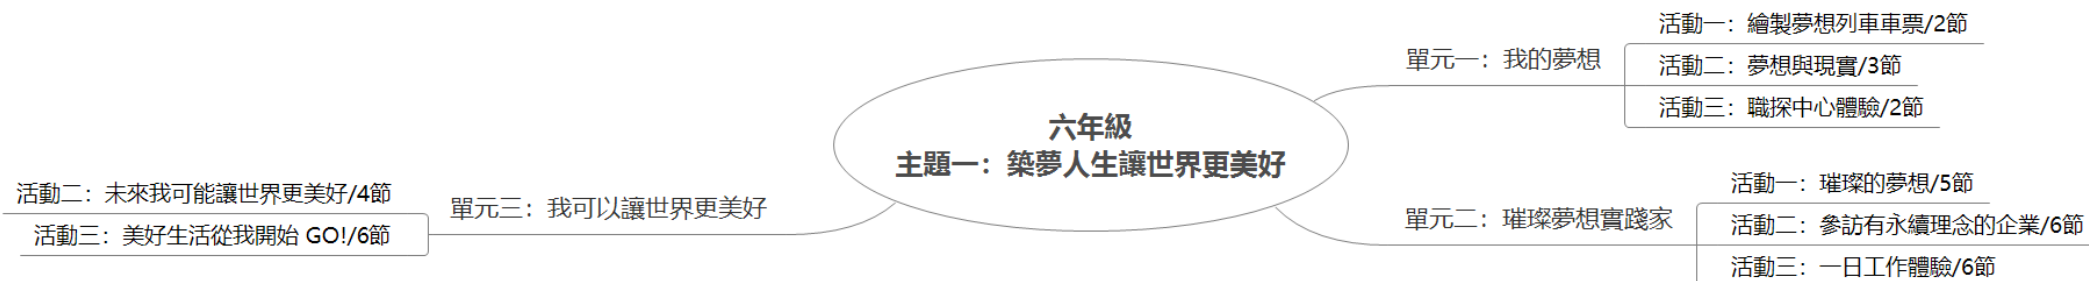 六年級
主題一：築夢人生讓世界更美好
單元一：我的夢想
活動一：繪製夢想列車車票/2節
活動二：夢想與現實/3節
活動三：職探中心體驗/2節
單元二：璀璨夢想實踐家
活動一：璀璨的夢想/5節
活動二：參訪有永續理念的企業/6節
活動三：一日工作體驗/6節
單元三：我可以讓世界更美好
活動二：未來我可能讓世界更美好/4節
活動三：美好生活從我開始 GO!/6節